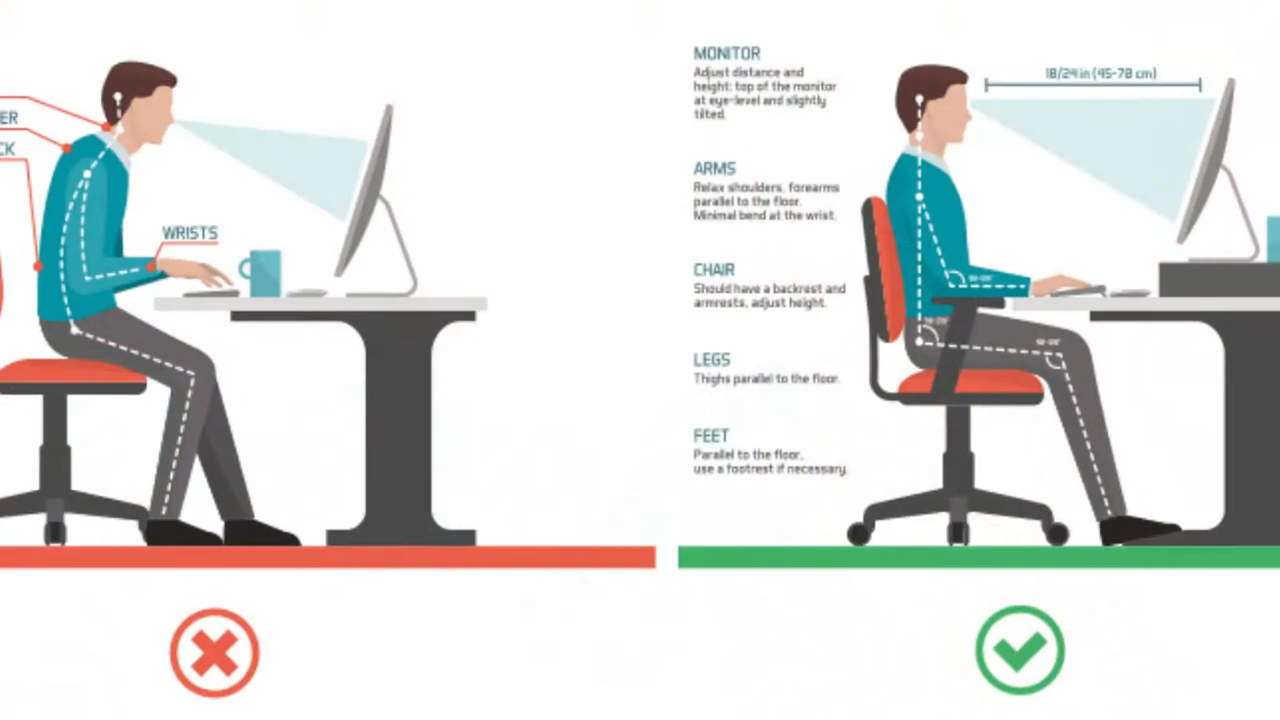 ER
CK
WRISTS
MONITOR
Adjust distance and
height: top of the monitor
at eye-level and slightly
tilted.
ARMS
Relax shoulders, forearms
parallel to the floor.
Minimal bend at the wrist.
CHAIR
Should have a backrest and
armrests, adjust height.
LEGS
Thighs parallel to the floor.
FEET
Parallel to the floor,
use a footrest if necessary.
18/24 in (45-78 cm)